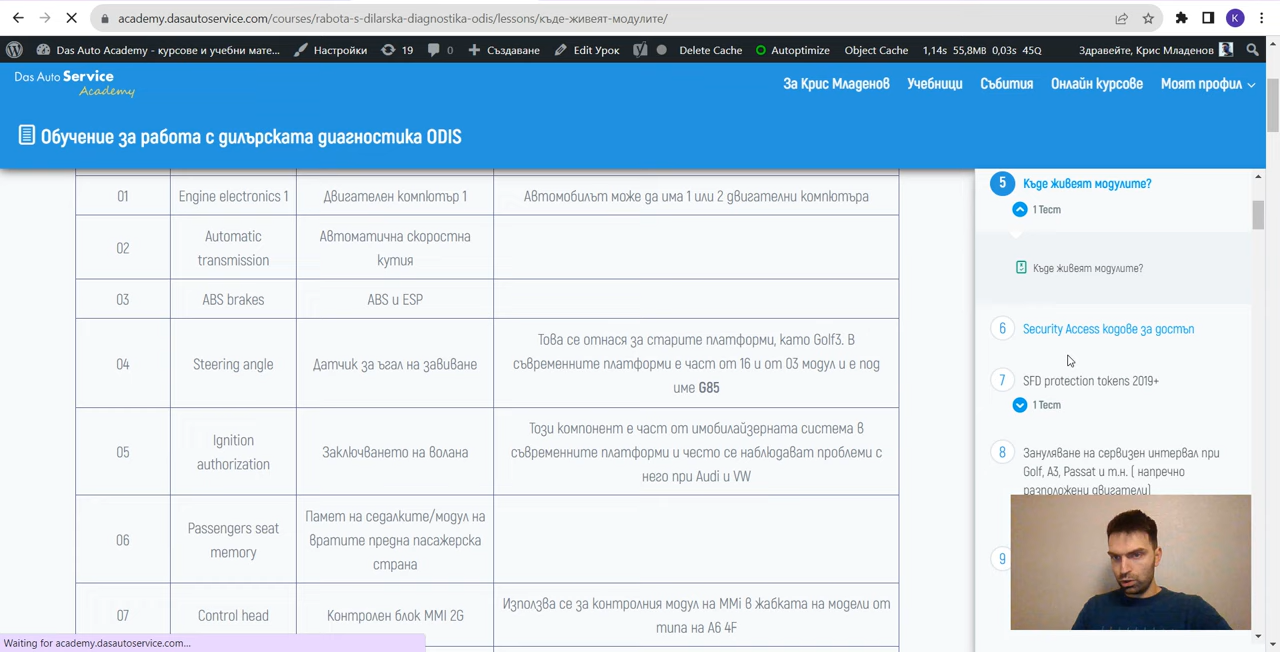 academy.dasautoservice.com/courses/rabota-s-dilarska-diagnostika-odis/lessons/къде-живеят-модулите/
K
Das Auto Academy - курсове и учебни мате...
Настройки
19
0
Създаване
Edit Урок
Delete Cache
Autoptimize
Object Cache
1,14s 55,8MB 0,03s 45Q
Здравейте, Крис Младенов
Das Auto Service
Academy
За Крис Младенов
Учебници
Събития
Онлайн курсове
Моят профил
Обучение за работа с дилърската диагностика ODIS
01
Engine electronics 1
Двигателен компютър 1
Автомобилът може да има 1 или 2 двигателни компютъра
02
Automatic
transmission
Автоматична скоростна
кутия
03
ABS brakes
ABS и ESP
04
Steering angle
Датчик за ъгал на завиване
Това се отнася за старите платформи, като Golf3. В
съвременните платформи е част от 16 и от 03 модул и е под
име G85
05
Ignition
authorization
Заключването на волана
Този компонент е част от имобилайзерната система в
съвременните платформи и често се наблюдават проблеми с
него при Audi и VW
06
Passengers seat
memory
Памет на седалките/модул на
вратите предна пасажерска
страна
07
Control head
Контролен блок MMI 2G
Използва се за контролния модул на MMi в жабката на модели от
типа на A6 4F
5
Къде живеят модулите?
1 Тест
Къде живеят модулите?
6
Security Access кодове за достъп
7
SFD protection tokens 2019+
1 Тест
8
Зануляване на сервизен интервал при
Golf, A3, Passat и т.н. ( напречно
разположени двигатели)
9
Waiting for academy.dasautoservice.com...